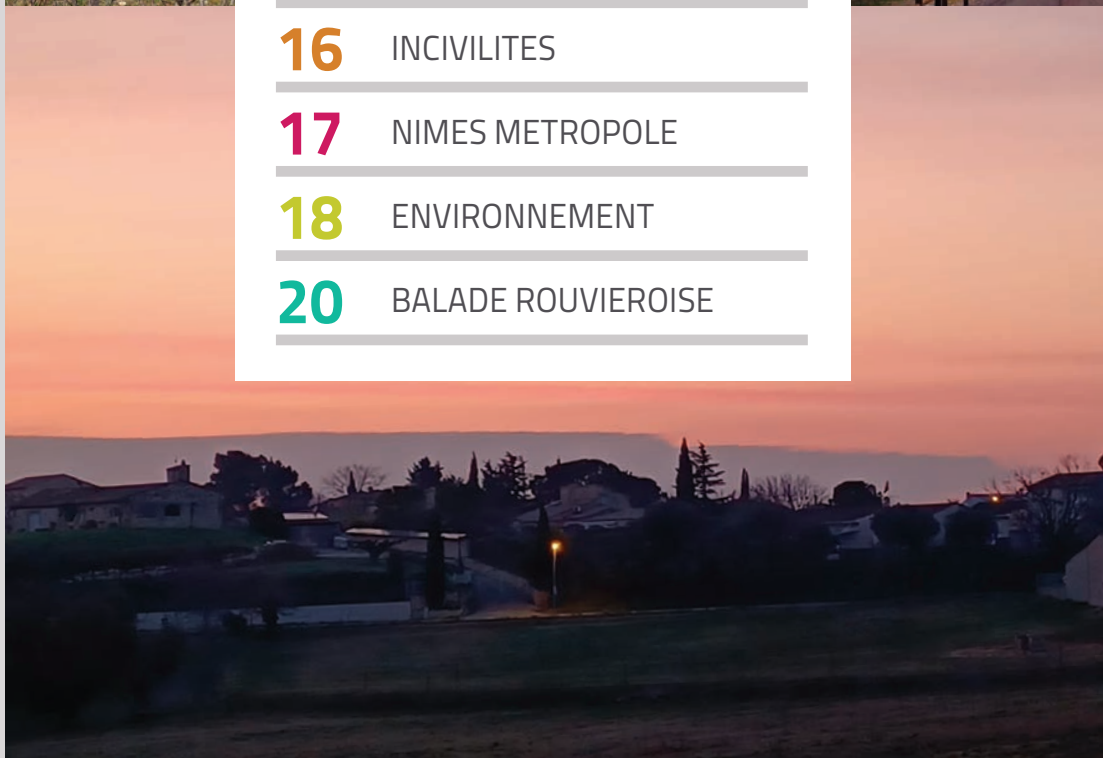 16 INCIVILITES
17 NIMES METROPOLE
18 ENVIRONNEMENT
20 BALADE ROUVIEROISE